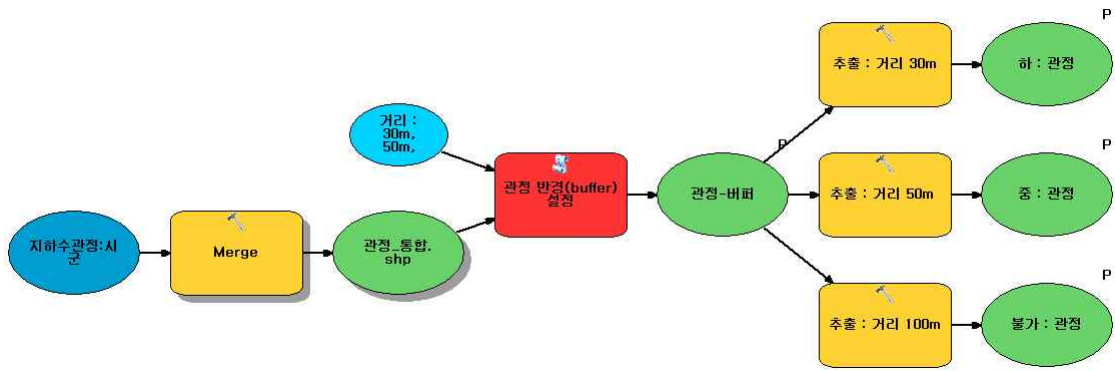 지하수관정:시
군
Merge
관정_통합.
shp
거리 :
30m,
50m,
관정 반경(buffer)
설정
관정-버퍼
P
추출 : 거리 30m
하 : 관정
P
추출 : 거리 50m
중 : 관정
P
추출 : 거리 100m
불가 : 관정
P